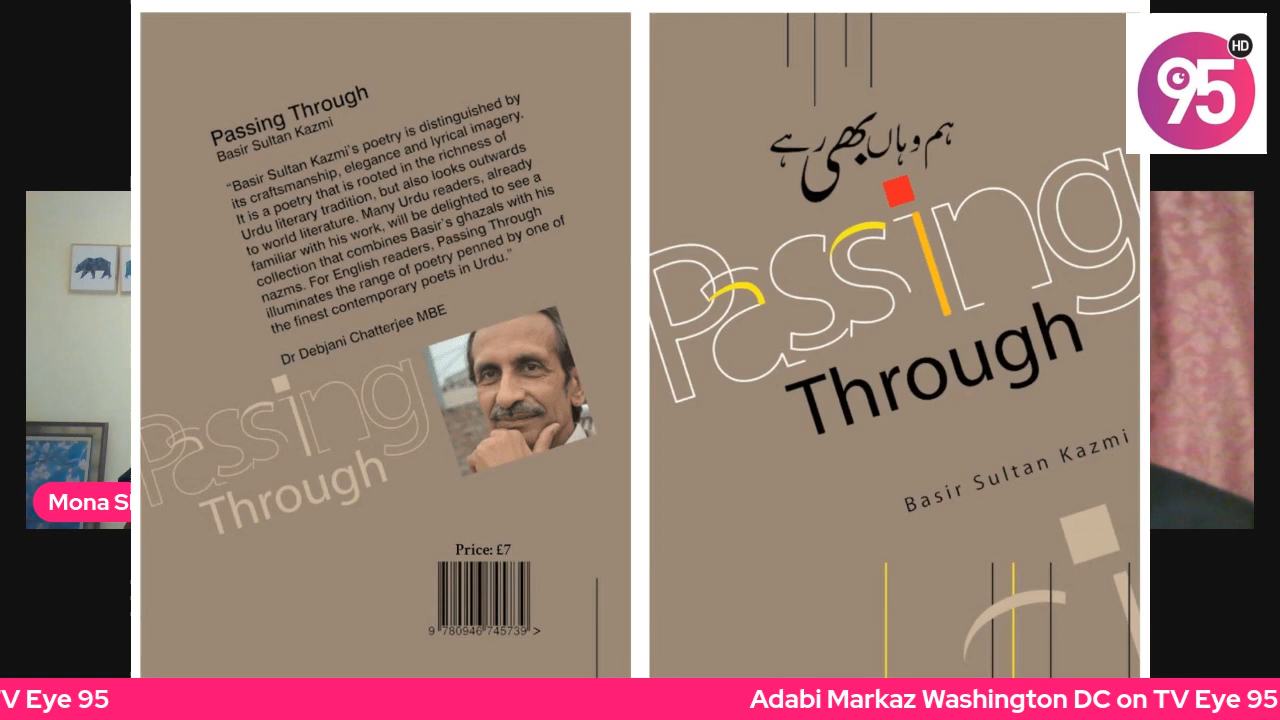 Passing Through
Basir Sultan Kazmi
“Basir Sultan Kazmi’s poetry is distinguished by
its craftsmanship, elegance and lyrical imagery.
It is a poetry that is rooted in the richness of
Urdu literary tradition, but also looks outwards
to world literature. Many Urdu readers, already
familiar with his work, will be delighted to see a
collection that combines Basir’s ghazals with his
nazms. For English readers, Passing Through
illuminates the range of poetry penned by one of
the finest contemporary poets in Urdu.”
Dr Debjani Chatterjee MBE
Passing
Through
Price: £7
9 780946 745739 >
ہم وہاں بھی رہے
Passing
Through
Basir Sultan Kazmi
95
HD
Mona
TV Eye 95
Adabi Markaz Washington DC on TV Eye 95